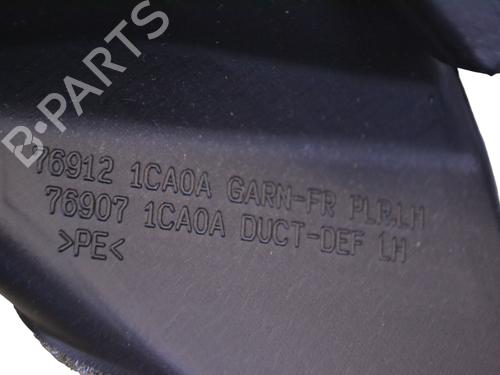 B-PARTS
76912 1CA0A GARN-FR PLR.LH
76907 1CA0A DUCT-DEF LH
>PE<